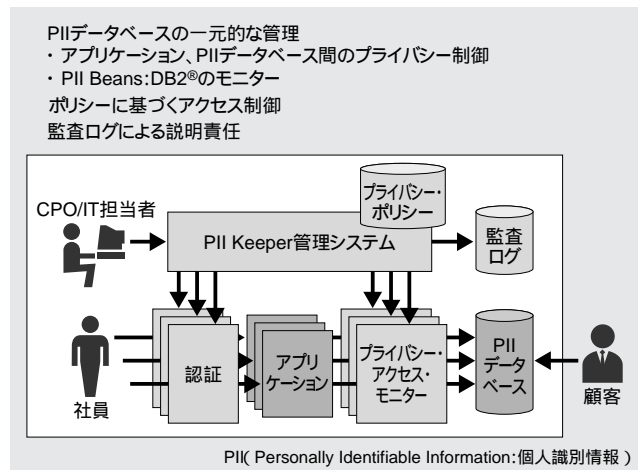 PIIデータベースの一元的な管理
・ アプリケーション、PIIデータベース間のプライバシー制御
・ PII Beans:DB2®のモニター
ポリシーに基づくアクセス制御
監査ログによる説明責任
プライバシー・
ポリシー
CPO/IT担当者
PII Keeper管理システム
監査
ログ
認証
アプリ
ケーション
プライバシー・
アクセス・
モニター
PII
データ
ベース
社員
顧客
PII( Personally Identifiable Information:個人識別情報 )